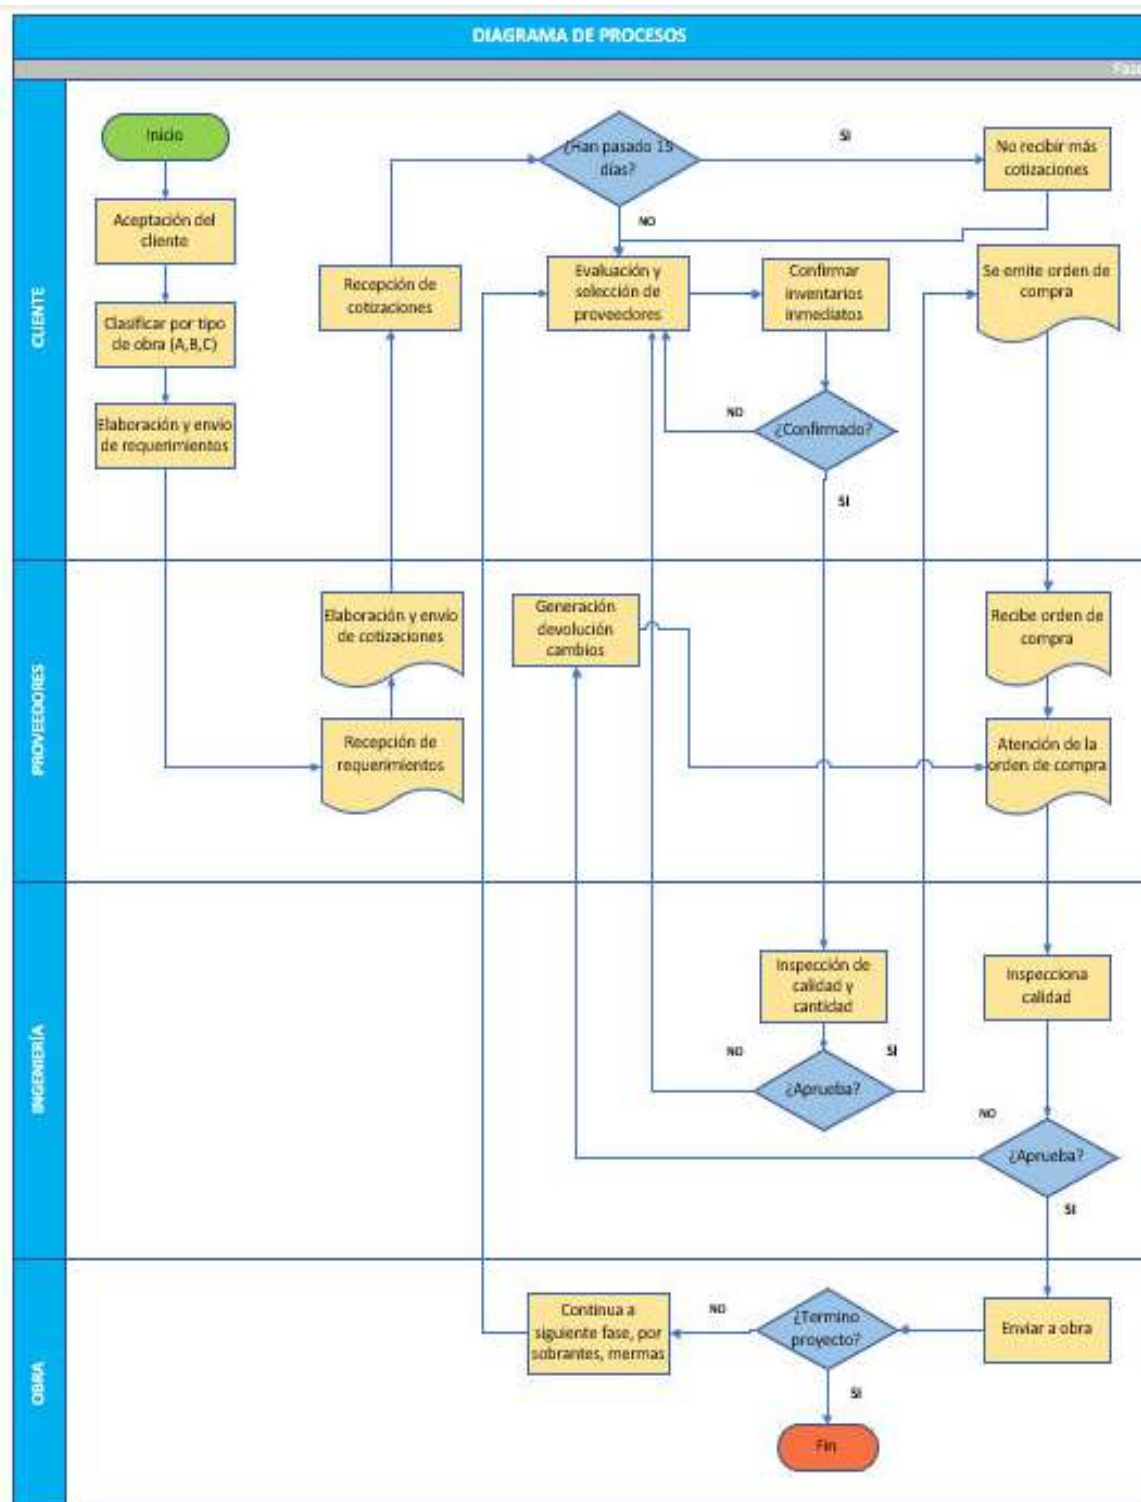 DIAGRAMA DE PROCESOS
Fase
CLIENTE
Inicio
Aceptación del
cliente
Clasificar por tipo
de obra (A,B,C)
Elaboración y envío
de requerimientos
Recepción de
cotizaciones
¿Han pasado 15
días?
SI
NO
No recibir más
cotizaciones
Evaluación y
selección de
proveedores
Confirmar
inventarios
inmediatos
Se emite orden de
compra
NO
¿Confirmado?
SI
PROVEEDORES
Elaboración y envío
de cotizaciones
Recepción de
requerimientos
Generación
devolución
cambios
Recibe orden de
compra
Atención de la
orden de compra
INGENIERÍA
Inspección de
calidad y
cantidad
Inspecciona
calidad
NO
SI
¿Aprueba?
NO
¿Aprueba?
SI
OBRA
Continua a
siguiente fase, por
sobrantes, mermas
NO
¿Termino
proyecto?
Enviar a obra
SI
Fin